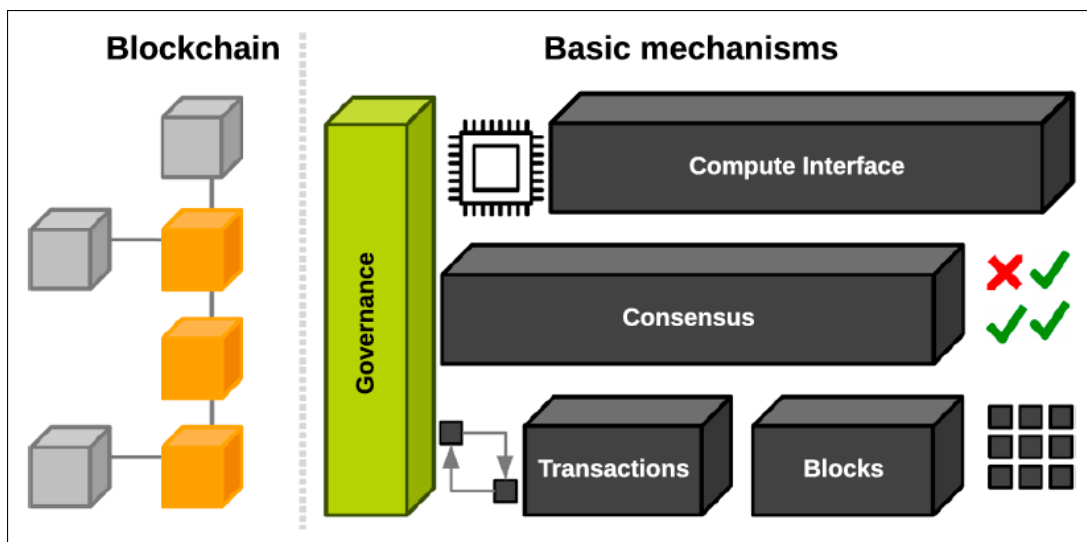 Blockchain
Basic mechanisms
Governance
Compute Interface
Consensus
Transactions
Blocks